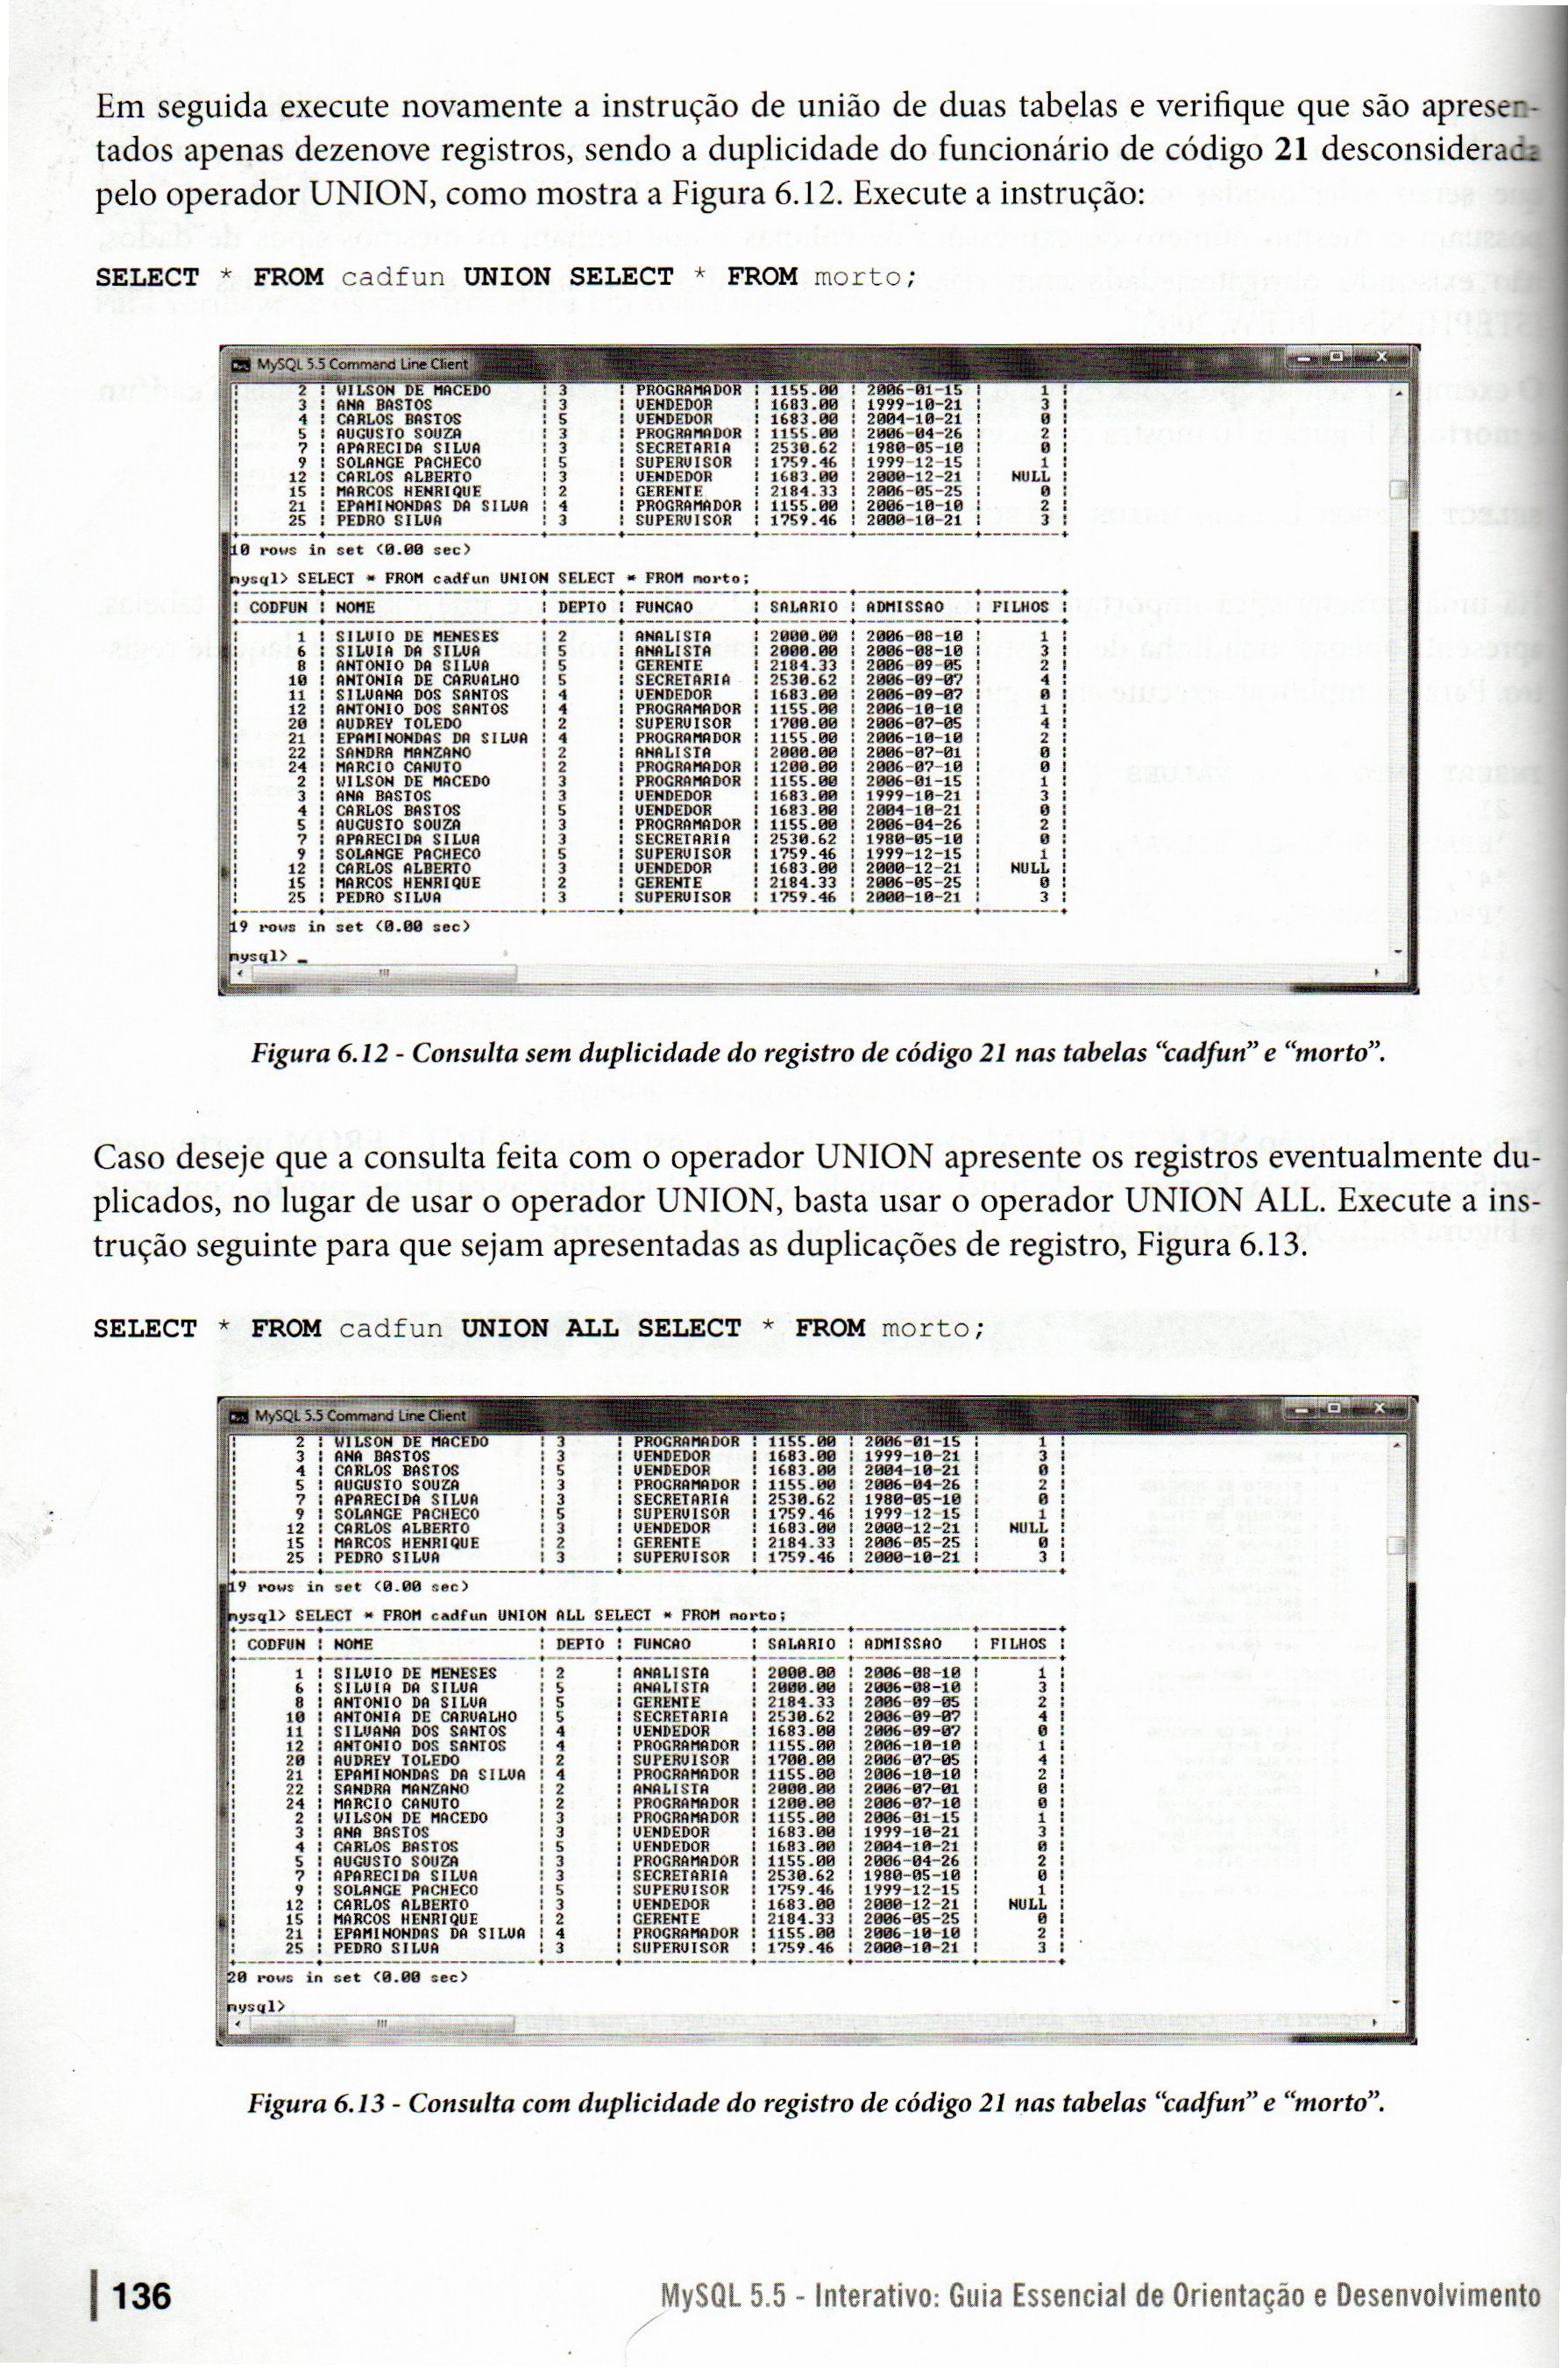 Em seguida execute novamente a instrução de união de duas tabelas e verifique que são apresen-
tados apenas dezenove registros, sendo a duplicidade do funcionário de código 21 desconsiderada
pelo operador UNION, como mostra a Figura 6.12. Execute a instrução:
SELECT * FROM cadfun UNION SELECT * FROM morto;
MySQL 5.5 Command Line Client
| 2 | WILSON DE MACEDO | 3 | PROGRAMADOR | 1155.00 | 2006-01-15 | 1 |
| 3 | ANA BASTOS | 3 | VENDEDOR | 1683.00 | 1999-10-21 | 3 |
| 4 | CARLOS BASTOS | 5 | VENDEDOR | 1683.00 | 2004-10-21 | 0 |
| 5 | AUGUSTO SOUZA | 3 | PROGRAMADOR | 1155.00 | 2006-04-26 | 2 |
| 7 | APARECIDA SILVA | 3 | SECRETARIA | 2530.62 | 1980-05-10 | 0 |
| 9 | SOLANGE PACHECO | 5 | SUPERVISOR | 1759.46 | 1999-12-15 | 1 |
| 12 | CARLOS ALBERTO | 3 | VENDEDOR | 1683.00 | 2000-12-21 | NULL |
| 15 | MARCOS HENRIQUE | 2 | GERENTE | 2184.33 | 2006-05-25 | 0 |
| 21 | EPAMINONDAS DA SILVA | 4 | PROGRAMADOR | 1155.00 | 2006-10-10 | 2 |
| 25 | PEDRO SILVA | 3 | SUPERVISOR | 1759.46 | 2000-10-21 | 3 |
10 rows in set (0.00 sec)
mysql> SELECT * FROM cadfun UNION SELECT * FROM morto;
| CODFUN | NOME | DEPTO | FUNCAO | SALARIO | ADMISSAO | FILHOS |
| 1 | SILVIO DE MENESES | 2 | ANALISTA | 2000.00 | 2006-08-10 | 1 |
| 6 | SILVIA DA SILVA | 5 | ANALISTA | 2000.00 | 2006-08-10 | 3 |
| 8 | ANTONIO DA SILVA | 5 | GERENTE | 2184.33 | 2006-09-05 | 2 |
| 10 | ANTONIA DE CARVALHO | 5 | SECRETARIA | 2530.62 | 2006-09-07 | 4 |
| 11 | SILVANA DOS SANTOS | 4 | VENDEDOR | 1683.00 | 2006-09-07 | 0 |
| 12 | ANTONIO DOS SANTOS | 4 | PROGRAMADOR | 1155.00 | 2006-10-10 | 1 |
| 20 | AUDREY TOLEDO | 2 | SUPERVISOR | 1700.00 | 2006-07-05 | 4 |
| 21 | EPAMINONDAS DA SILVA | 4 | PROGRAMADOR | 1155.00 | 2006-10-10 | 2 |
| 22 | SANDRA MANZANO | 2 | ANALISTA | 2000.00 | 2006-07-01 | 0 |
| 24 | MARCIO CANUTO | 2 | PROGRAMADOR | 1200.00 | 2006-07-10 | 0 |
| 2 | WILSON DE MACEDO | 3 | PROGRAMADOR | 1155.00 | 2006-01-15 | 1 |
| 3 | ANA BASTOS | 3 | VENDEDOR | 1683.00 | 1999-10-21 | 3 |
| 4 | CARLOS BASTOS | 5 | VENDEDOR | 1683.00 | 2004-10-21 | 0 |
| 5 | AUGUSTO SOUZA | 3 | PROGRAMADOR | 1155.00 | 2006-04-26 | 2 |
| 7 | APARECIDA SILVA | 3 | SECRETARIA | 2530.62 | 1980-05-10 | 0 |
| 9 | SOLANGE PACHECO | 5 | SUPERVISOR | 1759.46 | 1999-12-15 | 1 |
| 12 | CARLOS ALBERTO | 3 | VENDEDOR | 1683.00 | 2000-12-21 | NULL |
| 15 | MARCOS HENRIQUE | 2 | GERENTE | 2184.33 | 2006-05-25 | 0 |
| 25 | PEDRO SILVA | 3 | SUPERVISOR | 1759.46 | 2000-10-21 | 3 |
19 rows in set (0.00 sec)
mysql> _
Figura 6.12 - Consulta sem duplicidade do registro de código 21 nas tabelas “cadfun” e “morto”.
Caso deseje que a consulta feita com o operador UNION apresente os registros eventualmente du-
plicados, no lugar de usar o operador UNION, basta usar o operador UNION ALL. Execute a ins-
trução seguinte para que sejam apresentadas as duplicações de registro, Figura 6.13.
SELECT * FROM cadfun UNION ALL SELECT * FROM morto;
MySQL 5.5 Command Line Client
| 2 | WILSON DE MACEDO | 3 | PROGRAMADOR | 1155.00 | 2006-01-15 | 1 |
| 3 | ANA BASTOS | 3 | VENDEDOR | 1683.00 | 1999-10-21 | 3 |
| 4 | CARLOS BASTOS | 5 | VENDEDOR | 1683.00 | 2004-10-21 | 0 |
| 5 | AUGUSTO SOUZA | 3 | PROGRAMADOR | 1155.00 | 2006-04-26 | 2 |
| 7 | APARECIDA SILVA | 3 | SECRETARIA | 2530.62 | 1980-05-10 | 0 |
| 9 | SOLANGE PACHECO | 5 | SUPERVISOR | 1759.46 | 1999-12-15 | 1 |
| 12 | CARLOS ALBERTO | 3 | VENDEDOR | 1683.00 | 2000-12-21 | NULL |
| 15 | MARCOS HENRIQUE | 2 | GERENTE | 2184.33 | 2006-05-25 | 0 |
| 25 | PEDRO SILVA | 3 | SUPERVISOR | 1759.46 | 2000-10-21 | 3 |
19 rows in set (0.00 sec)
mysql> SELECT * FROM cadfun UNION ALL SELECT * FROM morto;
| CODFUN | NOME | DEPTO | FUNCAO | SALARIO | ADMISSAO | FILHOS |
| 1 | SILVIO DE MENESES | 2 | ANALISTA | 2000.00 | 2006-08-10 | 1 |
| 6 | SILVIA DA SILVA | 5 | ANALISTA | 2000.00 | 2006-08-10 | 3 |
| 8 | ANTONIO DA SILVA | 5 | GERENTE | 2184.33 | 2006-09-05 | 2 |
| 10 | ANTONIA DE CARVALHO | 5 | SECRETARIA | 2530.62 | 2006-09-07 | 4 |
| 11 | SILVANA DOS SANTOS | 4 | VENDEDOR | 1683.00 | 2006-09-07 | 0 |
| 12 | ANTONIO DOS SANTOS | 4 | PROGRAMADOR | 1155.00 | 2006-10-10 | 1 |
| 20 | AUDREY TOLEDO | 2 | SUPERVISOR | 1700.00 | 2006-07-05 | 4 |
| 21 | EPAMINONDAS DA SILVA | 4 | PROGRAMADOR | 1155.00 | 2006-10-10 | 2 |
| 22 | SANDRA MANZANO | 2 | ANALISTA | 2000.00 | 2006-07-01 | 0 |
| 24 | MARCIO CANUTO | 2 | PROGRAMADOR | 1200.00 | 2006-07-10 | 0 |
| 2 | WILSON DE MACEDO | 3 | PROGRAMADOR | 1155.00 | 2006-01-15 | 1 |
| 3 | ANA BASTOS | 3 | VENDEDOR | 1683.00 | 1999-10-21 | 3 |
| 4 | CARLOS BASTOS | 5 | VENDEDOR | 1683.00 | 2004-10-21 | 0 |
| 5 | AUGUSTO SOUZA | 3 | PROGRAMADOR | 1155.00 | 2006-04-26 | 2 |
| 7 | APARECIDA SILVA | 3 | SECRETARIA | 2530.62 | 1980-05-10 | 0 |
| 9 | SOLANGE PACHECO | 5 | SUPERVISOR | 1759.46 | 1999-12-15 | 1 |
| 12 | CARLOS ALBERTO | 3 | VENDEDOR | 1683.00 | 2000-12-21 | NULL |
| 15 | MARCOS HENRIQUE | 2 | GERENTE | 2184.33 | 2006-05-25 | 0 |
| 21 | EPAMINONDAS DA SILVA | 4 | PROGRAMADOR | 1155.00 | 2006-10-10 | 2 |
| 25 | PEDRO SILVA | 3 | SUPERVISOR | 1759.46 | 2000-10-21 | 3 |
20 rows in set (0.00 sec)
mysql>
Figura 6.13 - Consulta com duplicidade do registro de código 21 nas tabelas “cadfun” e “morto”.
136 MySQL 5.5 - Interativo: Guia Essencial de Orientação e Desenvolvimento